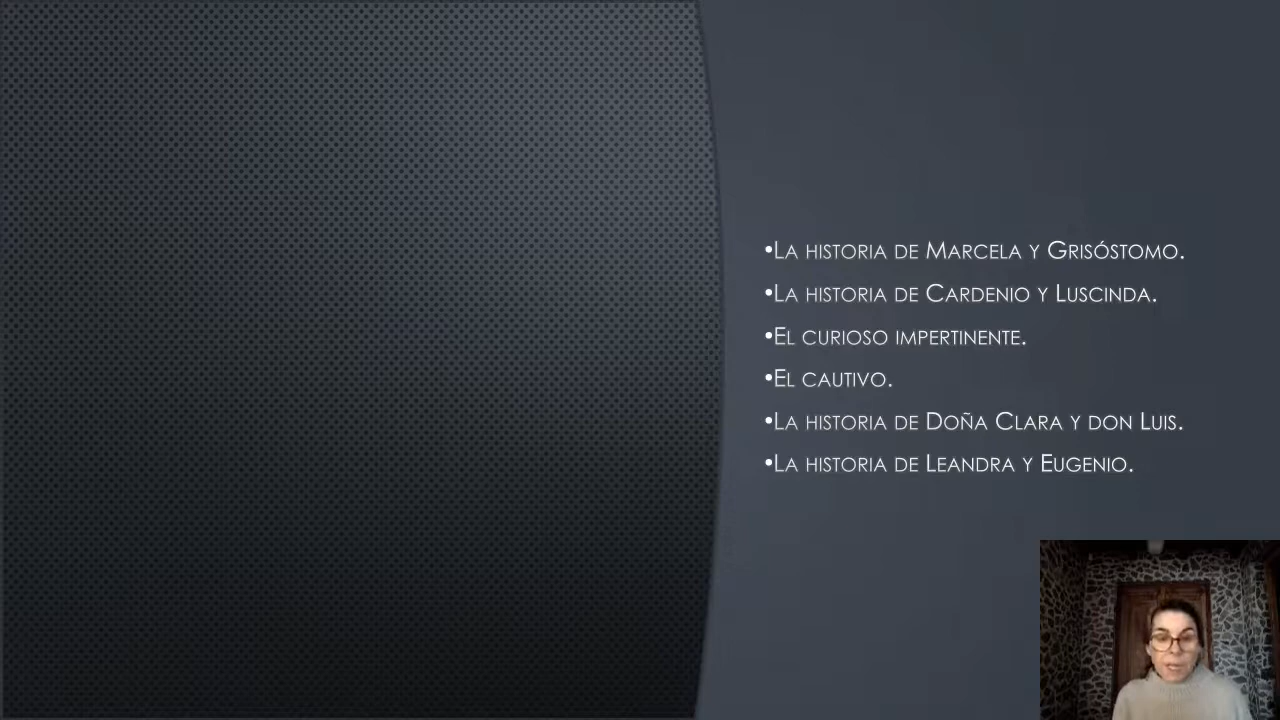 •La historia de Marcela y Grisóstomo.
•La historia de Cardenio y Luscinda.
•El curioso impertinente.
•El cautivo.
•La historia de Doña Clara y don Luis.
•La historia de Leandra y Eugenio.